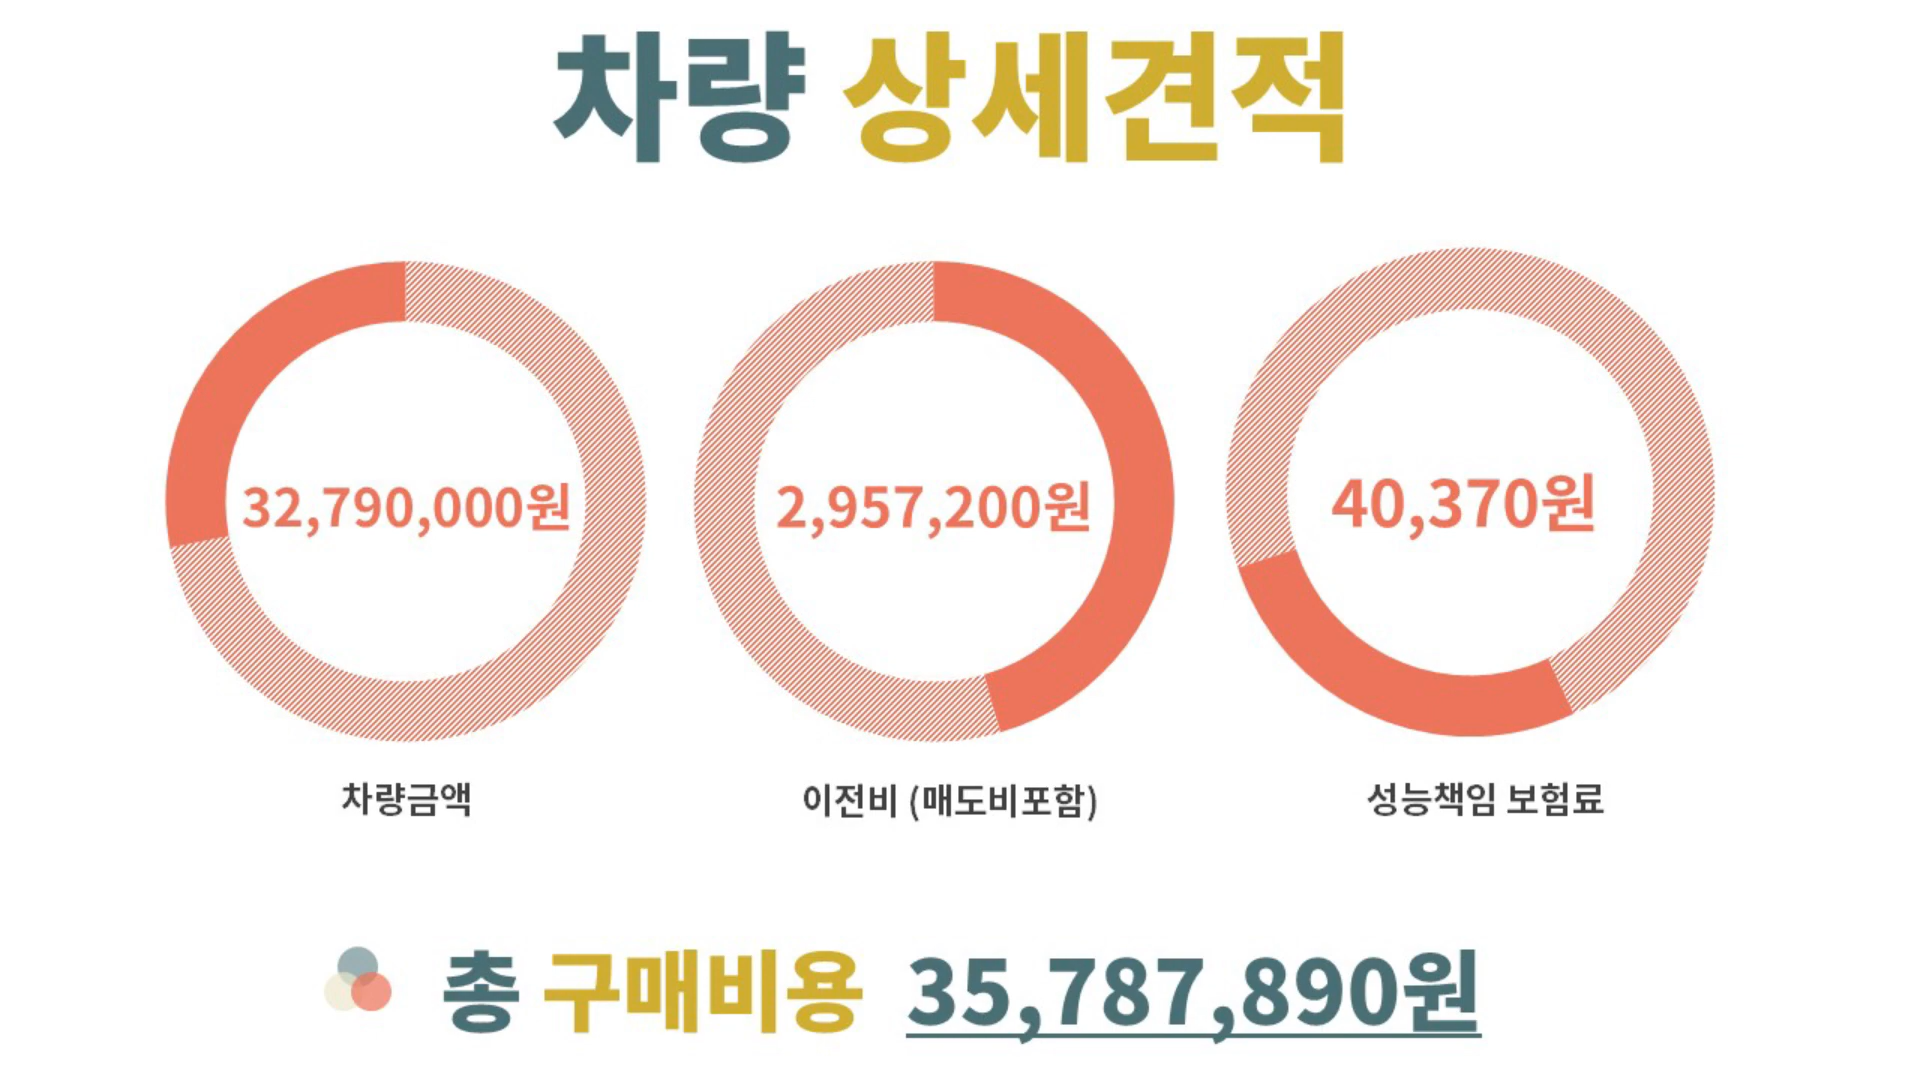 차량 상세견적
32,790,000원
2,957,200원
40,370원
차량금액
이전비 (매도비포함)
성능책임 보험료
총 구매비용 35,787,890원